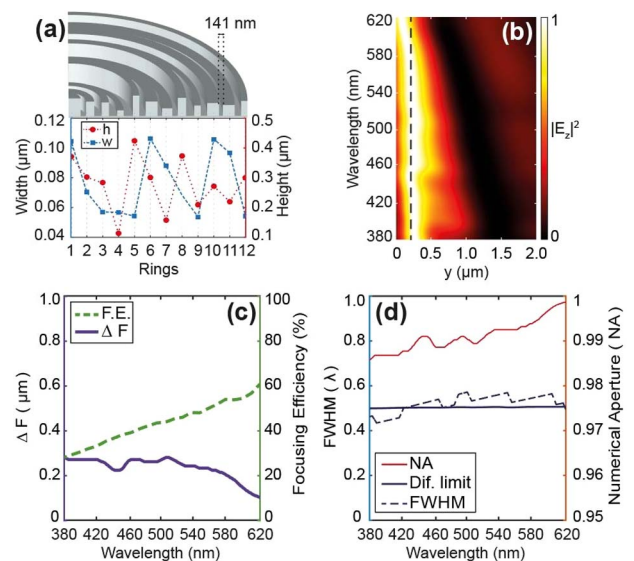 (a)
141 nm
h
w
0.12
0.10
0.08
0.06
0.04
Width (µm)
0.5
0.4
0.3
0.2
0.1
Height (µm)
1 2 3 4 5 6 7 8 9 10 11 12
Rings
(b)
620
590
560
530
500
470
440
410
380
Wavelength (nm)
0 0.5 1.0 1.5 2.0
y (µm)
1
0
|E_z|^2
(c)
F.E.
Δ F
1.0
0.8
0.6
0.4
0.2
0
Δ F ( µm)
100
80
60
40
20
0
Focusing Efficiency (%)
380 420 460 500 540 580 620
Wavelength (nm)
(d)
1.0
0.8
0.6
0.4
0.2
0
FWHM (λ)
1
0.99
0.98
0.97
0.96
0.95
Numerical Aperture ( NA)
NA
Dif. limit
FWHM
380 420 460 500 540 580 620
Wavelength (nm)